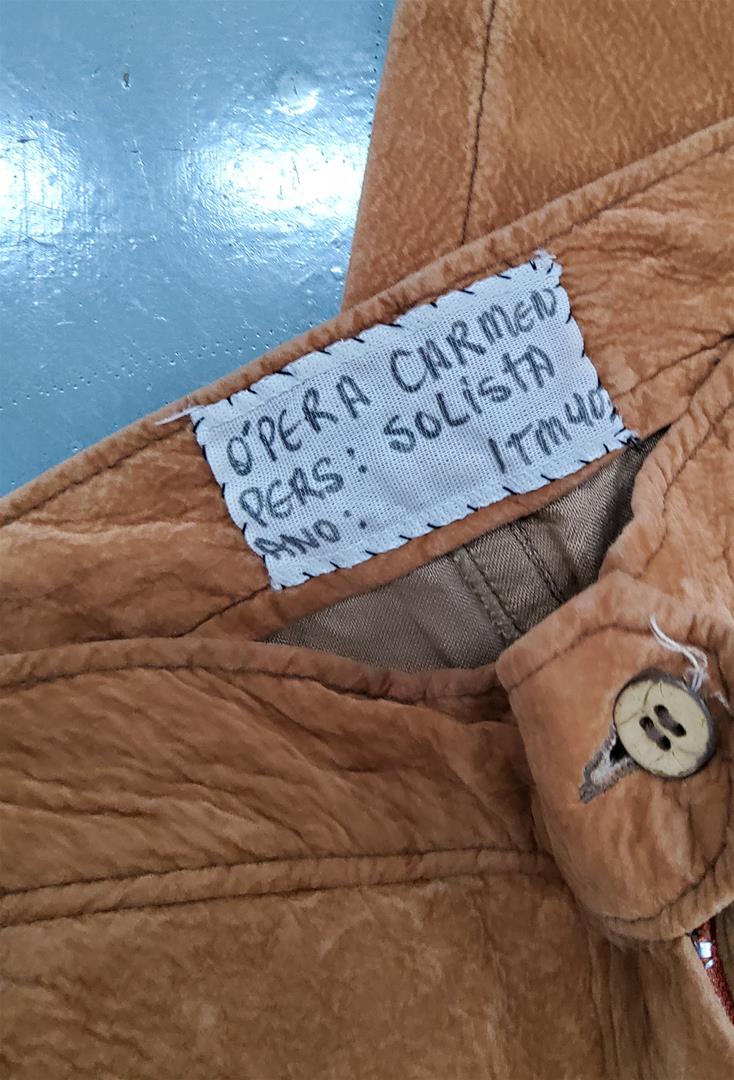 O'PERA CARMEN
PERS: SOLISTA
ANO: ITM40